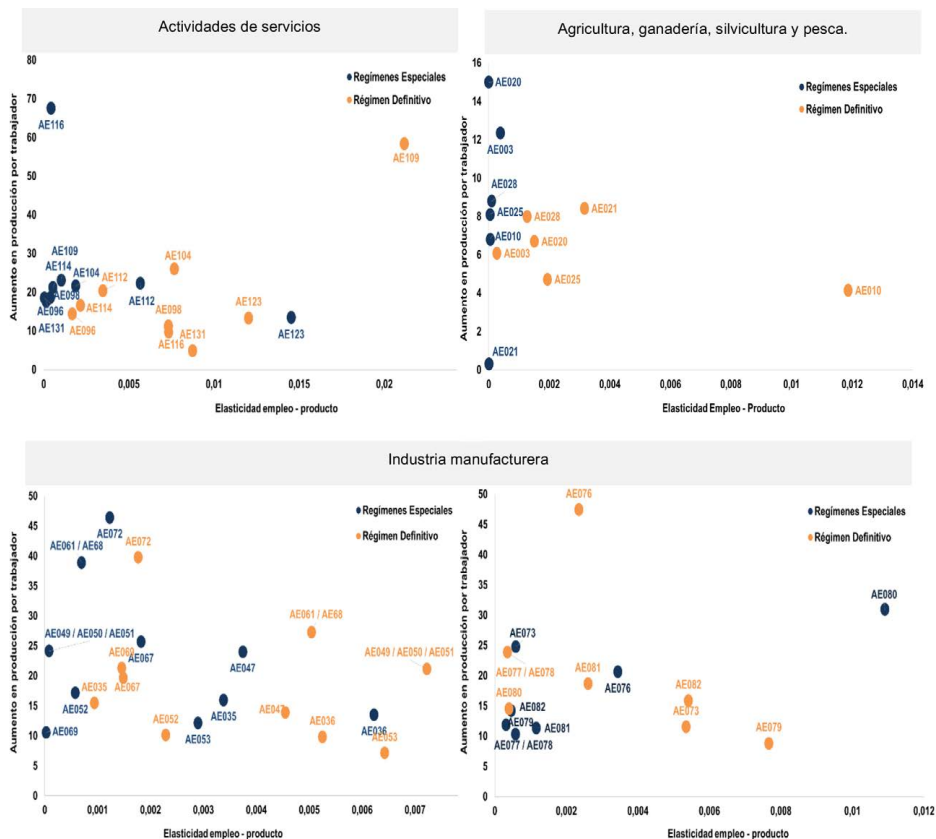 Actividades de servicios
Aumento en producción por trabajador
80
70
60
50
40
30
20
10
0
Regímenes Especiales
Régimen Definitivo
AE116
AE109
AE109
AE114
AE104
AE112
AE104
AE098
AE096
AE114
AE112
AE098
AE123
AE131
AE096
AE131
AE116
AE123
0
0,005
0,01
0,015
0,02
Elasticidad empleo - producto
Agricultura, ganadería, silvicultura y pesca.
Aumento en producción por trabajador
16
14
12
10
8
6
4
2
0
Regímenes Especiales
Régimen Definitivo
AE020
AE003
AE028
AE025
AE028
AE021
AE010
AE020
AE003
AE025
AE010
AE021
0
0,002
0,004
0,006
0,008
0,01
0,012
0,014
Elasticidad Empleo - Producto
Industria manufacturera
Aumento en producción por trabajador
50
45
40
35
30
25
20
15
10
5
0
Regímenes Especiales
Régimen Definitivo
AE072
AE061 / AE68
AE072
AE061 / AE68
AE049 / AE050 / AE051
AE067
AE047
AE049 / AE050 / AE051
AE035
AE067
AE052
AE035
AE047
AE069
AE052
AE053
AE036
AE036
AE053
0
0,001
0,002
0,003
0,004
0,005
0,006
0,007
Elasticidad empleo - producto
Aumento en producción por trabajador
50
45
40
35
30
25
20
15
10
5
0
AE076
Regímenes Especiales
Régimen Definitivo
AE080
AE073
AE077 / AE078
AE081
AE076
AE080
AE082
AE082
AE079
AE073
AE081
AE077 / AE078
AE079
0
0,002
0,004
0,006
0,008
0,01
0,012
Elasticidad empleo - producto